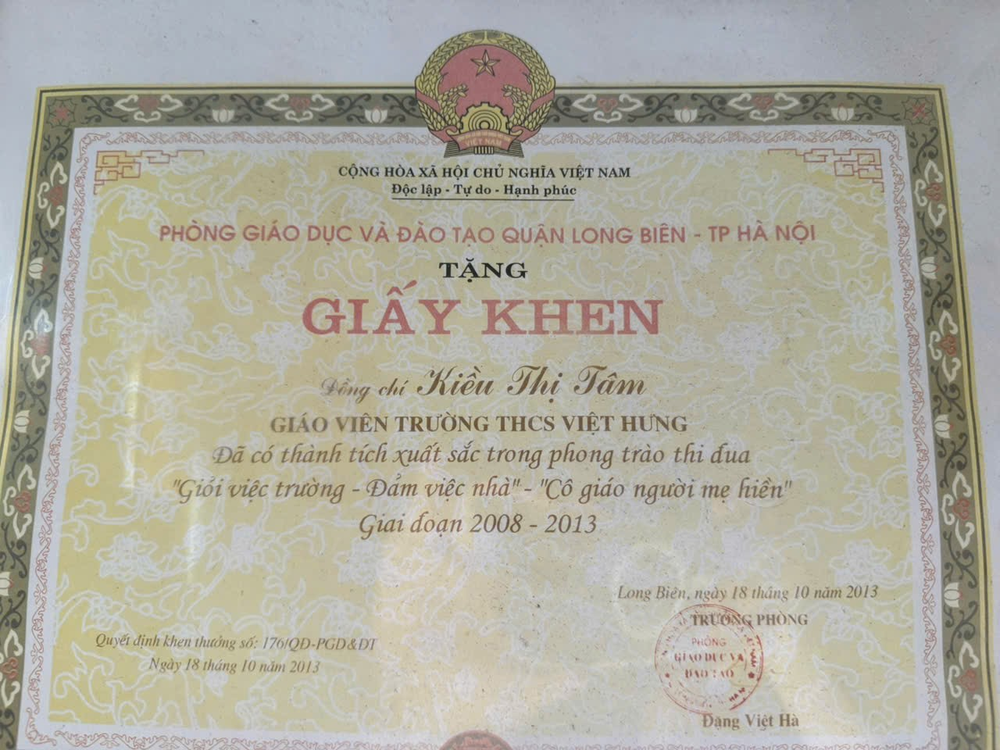 VIỆT NAM
CỘNG HÒA XÃ HỘI CHỦ NGHĨA VIỆT NAM
Độc lập - Tự do - Hạnh phúc
PHÒNG GIÁO DỤC VÀ ĐÀO TẠO QUẬN LONG BIÊN - TP HÀ NỘI
TẶNG
GIẤY KHEN
Đồng chí Kiều Thị Tâm
GIÁO VIÊN TRƯỜNG THCS VIỆT HƯNG
Đã có thành tích xuất sắc trong phong trào thi đua
"Giỏi việc trường - Đảm việc nhà" - "Cô giáo người mẹ hiền"
Giai đoạn 2008 - 2013
Long Biên, ngày 18 tháng 10 năm 2013
TRƯỞNG PHÒNG
PHÒNG
GIÁO DỤC VÀ
ĐÀO TẠO
Đặng Việt Hà
Quyết định khen thưởng số: 176/QĐ-PGD&ĐT
Ngày 18 tháng 10 năm 2013